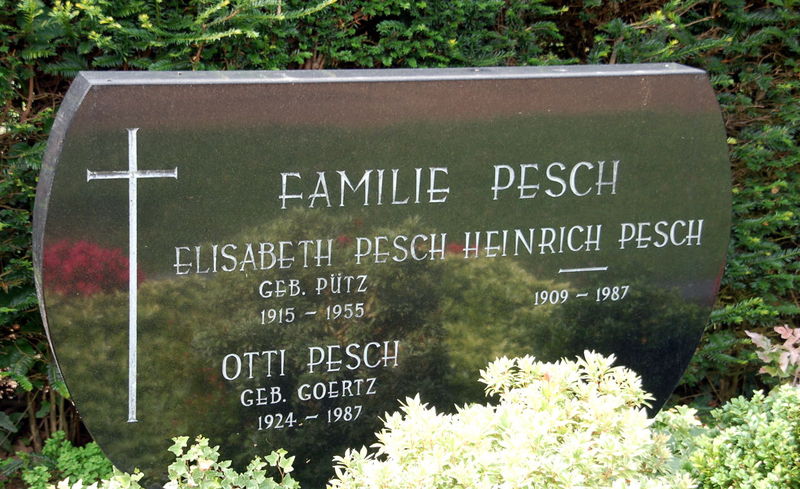 FAMILIE PESCH
ELISABETH PESCH
GEB. PÜTZ
1915 – 1955
HEINRICH PESCH
1909 – 1987
OTTI PESCH
GEB. GOERTZ
1924 – 1987